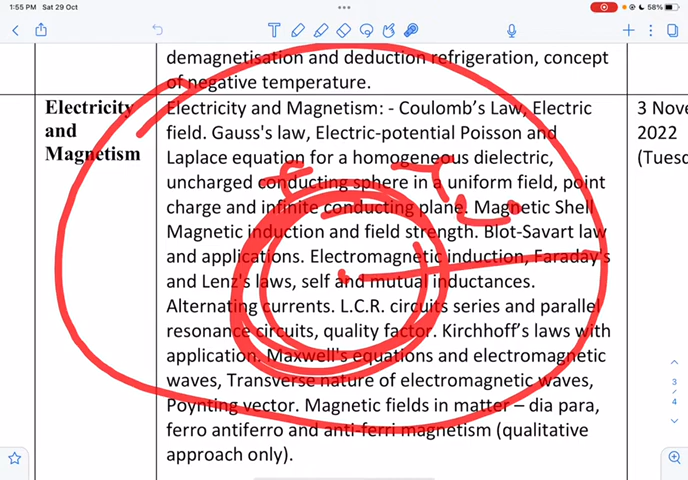 1:55 PM Sat 29 Oct
58%
demagnetisation and deduction refrigeration, concept
of negative temperature.
Electricity
and
Magnetism
Electricity and Magnetism: - Coulomb's Law, Electric
field. Gauss's law, Electric-potential Poisson and
Laplace equation for a homogeneous dielectric,
uncharged conducting sphere in a uniform field, point
charge and infinite conducting plane. Magnetic Shell
Magnetic induction and field strength. Blot-Savart law
and applications. Electromagnetic induction, Faraday's
and Lenz's laws, self and mutual inductances.
Alternating currents. L.C.R. circuits series and parallel
resonance circuits, quality factor. Kirchhoff's laws with
application. Maxwell's equations and electromagnetic
waves, Transverse nature of electromagnetic waves,
Poynting vector. Magnetic fields in matter – dia para,
ferro antiferro and anti-ferri magnetism (qualitative
approach only).
3 Nove
2022
(Tuesd
3
/
4